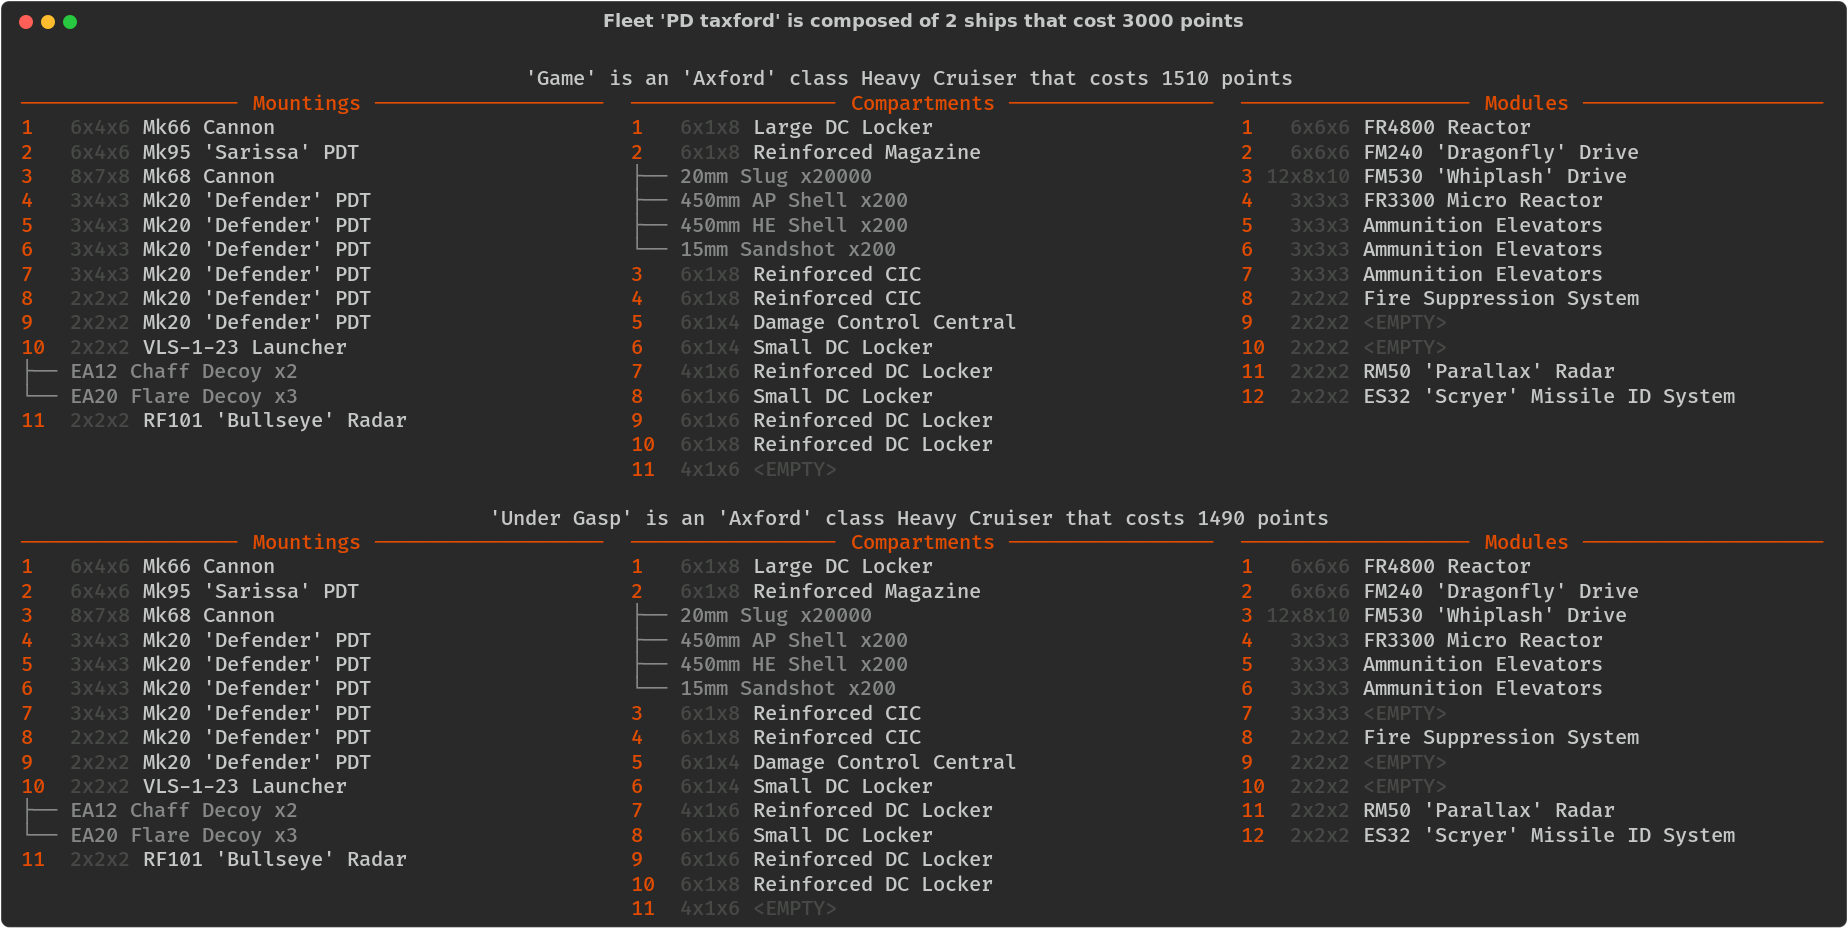 Fleet 'PD taxford' is composed of 2 ships that cost 3000 points
'Game' is an 'Axford' class Heavy Cruiser that costs 1510 points
Mountings
1 6x4x6 Mk66 Cannon
2 6x4x6 Mk95 'Sarissa' PDT
3 8x7x8 Mk68 Cannon
4 3x4x3 Mk20 'Defender' PDT
5 3x4x3 Mk20 'Defender' PDT
6 3x4x3 Mk20 'Defender' PDT
7 3x4x3 Mk20 'Defender' PDT
8 2x2x2 Mk20 'Defender' PDT
9 2x2x2 Mk20 'Defender' PDT
10 2x2x2 VLS-1-23 Launcher
EA12 Chaff Decoy x2
EA20 Flare Decoy x3
11 2x2x2 RF101 'Bullseye' Radar
Compartments
1 6x1x8 Large DC Locker
2 6x1x8 Reinforced Magazine
20mm Slug x20000
450mm AP Shell x200
450mm HE Shell x200
15mm Sandshot x200
3 6x1x8 Reinforced CIC
4 6x1x8 Reinforced CIC
5 6x1x4 Damage Control Central
6 6x1x4 Small DC Locker
7 4x1x6 Reinforced DC Locker
8 6x1x6 Small DC Locker
9 6x1x6 Reinforced DC Locker
10 6x1x8 Reinforced DC Locker
11 4x1x6 <EMPTY>
Modules
1 6x6x6 FR4800 Reactor
2 6x6x6 FM240 'Dragonfly' Drive
3 12x8x10 FM530 'Whiplash' Drive
4 3x3x3 FR3300 Micro Reactor
5 3x3x3 Ammunition Elevators
6 3x3x3 Ammunition Elevators
7 3x3x3 Ammunition Elevators
8 2x2x2 Fire Suppression System
9 2x2x2 <EMPTY>
10 2x2x2 <EMPTY>
11 2x2x2 RM50 'Parallax' Radar
12 2x2x2 ES32 'Scryer' Missile ID System
'Under Gasp' is an 'Axford' class Heavy Cruiser that costs 1490 points
Mountings
1 6x4x6 Mk66 Cannon
2 6x4x6 Mk95 'Sarissa' PDT
3 8x7x8 Mk68 Cannon
4 3x4x3 Mk20 'Defender' PDT
5 3x4x3 Mk20 'Defender' PDT
6 3x4x3 Mk20 'Defender' PDT
7 3x4x3 Mk20 'Defender' PDT
8 2x2x2 Mk20 'Defender' PDT
9 2x2x2 Mk20 'Defender' PDT
10 2x2x2 VLS-1-23 Launcher
EA12 Chaff Decoy x2
EA20 Flare Decoy x3
11 2x2x2 RF101 'Bullseye' Radar
Compartments
1 6x1x8 Large DC Locker
2 6x1x8 Reinforced Magazine
20mm Slug x20000
450mm AP Shell x200
450mm HE Shell x200
15mm Sandshot x200
3 6x1x8 Reinforced CIC
4 6x1x8 Reinforced CIC
5 6x1x4 Damage Control Central
6 6x1x4 Small DC Locker
7 4x1x6 Reinforced DC Locker
8 6x1x6 Small DC Locker
9 6x1x6 Reinforced DC Locker
10 6x1x8 Reinforced DC Locker
11 4x1x6 <EMPTY>
Modules
1 6x6x6 FR4800 Reactor
2 6x6x6 FM240 'Dragonfly' Drive
3 12x8x10 FM530 'Whiplash' Drive
4 3x3x3 FR3300 Micro Reactor
5 3x3x3 Ammunition Elevators
6 3x3x3 Ammunition Elevators
7 3x3x3 <EMPTY>
8 2x2x2 Fire Suppression System
9 2x2x2 <EMPTY>
10 2x2x2 <EMPTY>
11 2x2x2 RM50 'Parallax' Radar
12 2x2x2 ES32 'Scryer' Missile ID System